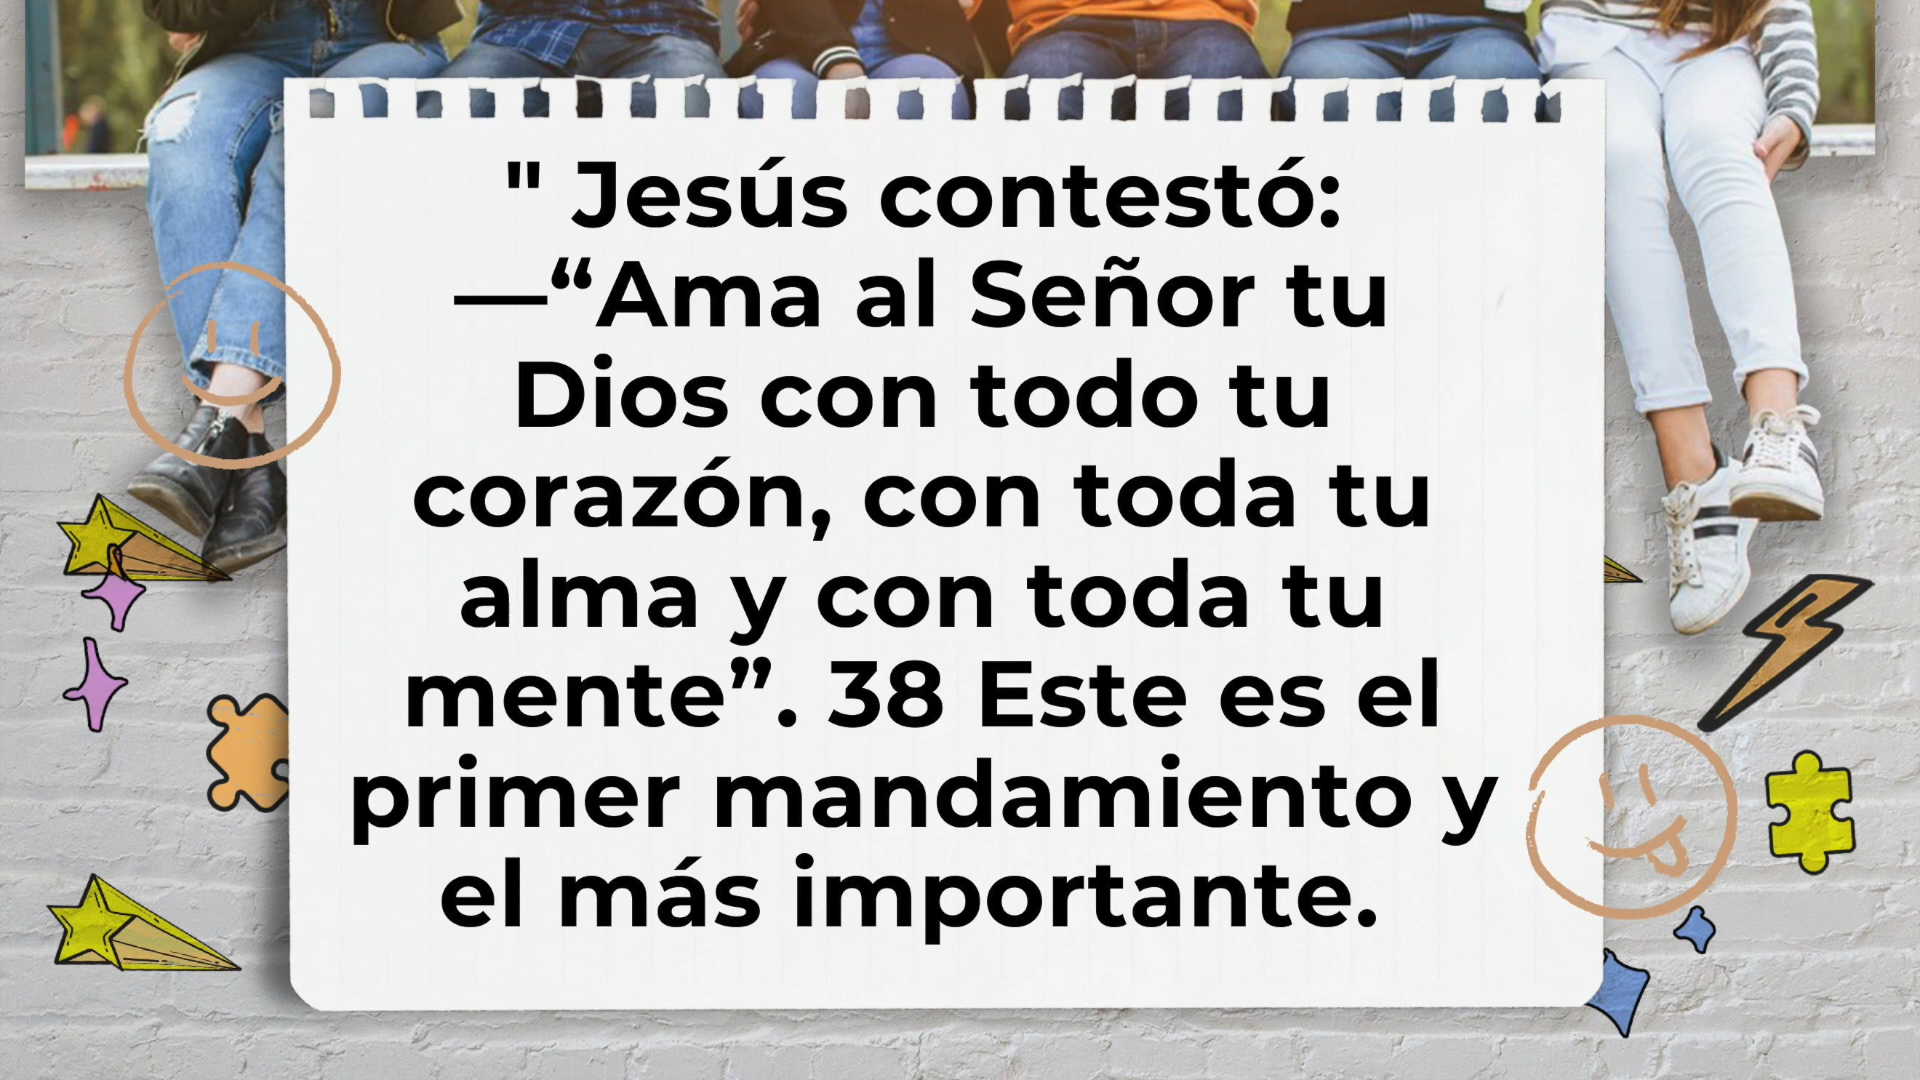 " Jesús contestó:
—“Ama al Señor tu
Dios con todo tu
corazón, con toda tu
alma y con toda tu
mente”. 38 Este es el
primer mandamiento y
el más importante.